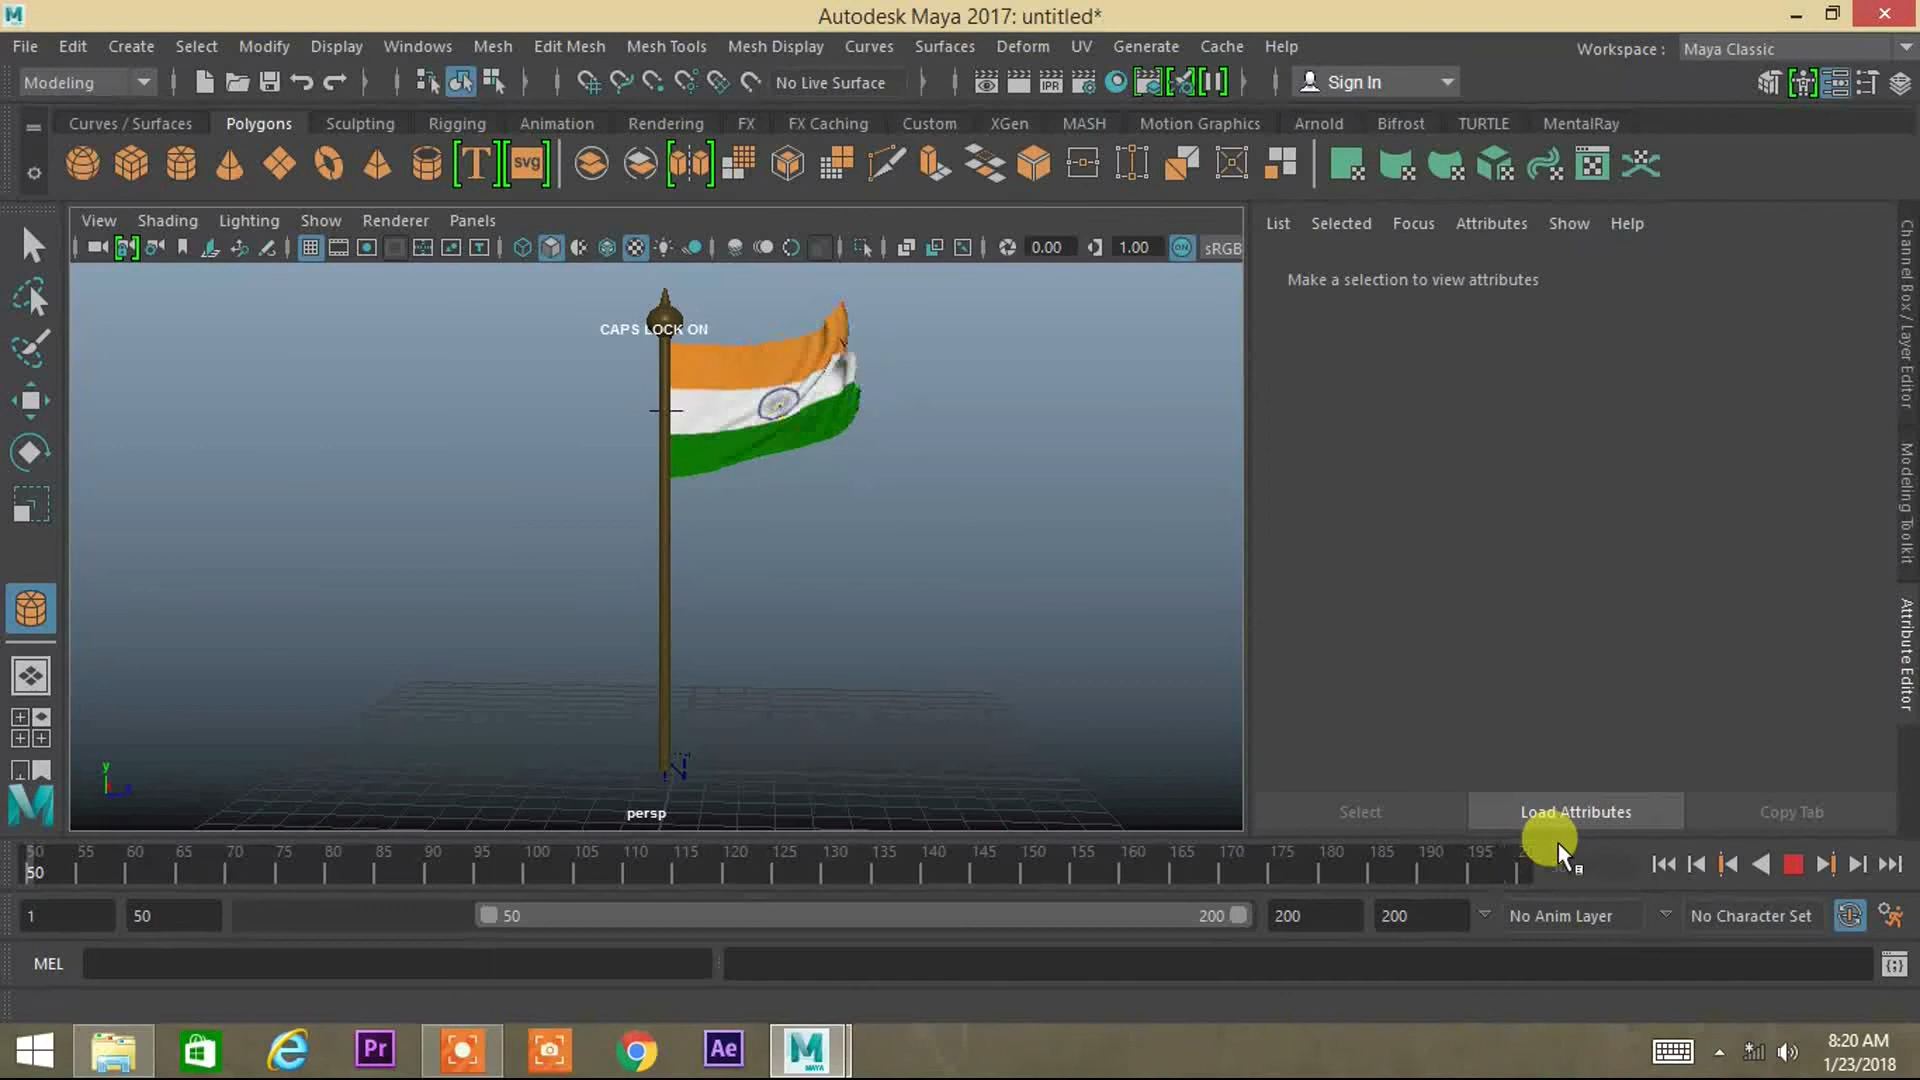 Autodesk Maya 2017: untitled*
File Edit Create Select Modify Display Windows Mesh Edit Mesh Mesh Tools Mesh Display Curves Surfaces Deform UV Generate Cache Help
Workspace : Maya Classic
Modeling No Live Surface IPR Sign In
Curves / Surfaces Polygons Sculpting Rigging Animation Rendering FX FX Caching Custom XGen MASH Motion Graphics Arnold Bifrost TURTLE MentalRay
T svg
View Shading Lighting Show Renderer Panels
List Selected Focus Attributes Show Help
0.00 1.00 ON sRGB
Make a selection to view attributes
CAPS LOCK ON
Channel Box / Layer Editor
Modeling Toolkit
Attribute Editor
y
persp
Select Load Attributes Copy Tab
50 55 60 65 70 75 80 85 90 95 100 105 110 115 120 125 130 135 140 145 150 155 160 165 170 175 180 185 190 195
50
1 50 50 200 200 200 No Anim Layer No Character Set
MEL
Pr Ae MAYA
8:20 AM
1/23/2018